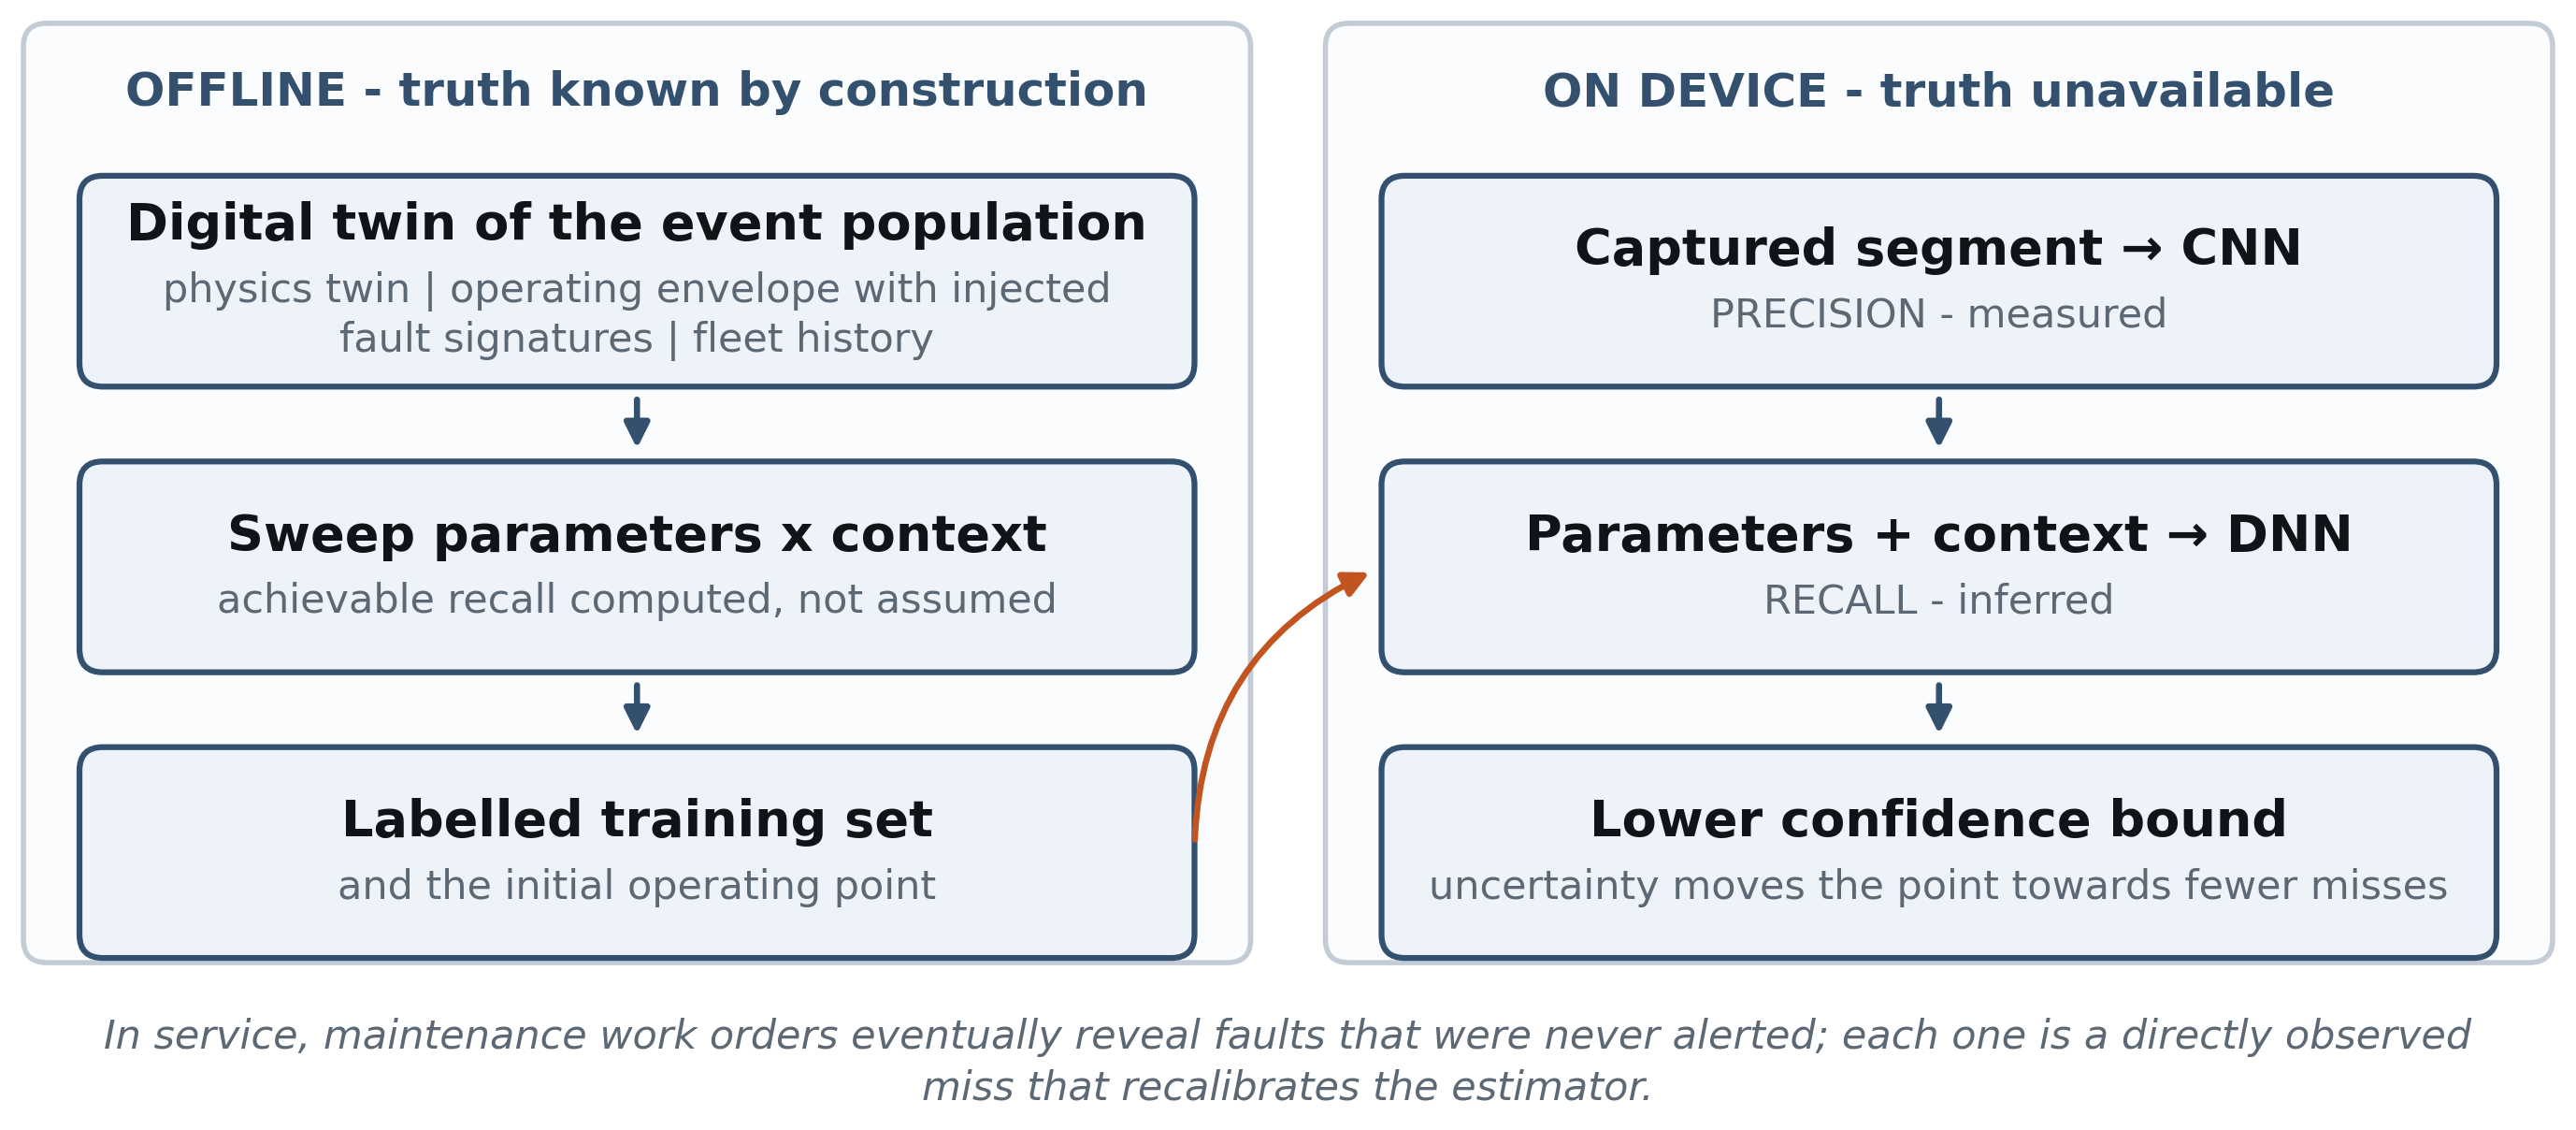 OFFLINE - truth known by construction
Digital twin of the event population
physics twin | operating envelope with injected
fault signatures | fleet history
Sweep parameters x context
achievable recall computed, not assumed
Labelled training set
and the initial operating point
ON DEVICE - truth unavailable
Captured segment → CNN
PRECISION - measured
Parameters + context → DNN
RECALL - inferred
Lower confidence bound
uncertainty moves the point towards fewer misses
In service, maintenance work orders eventually reveal faults that were never alerted; each one is a directly observed
miss that recalibrates the estimator.